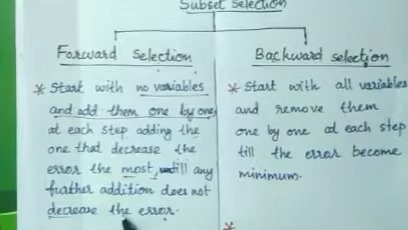 Subset selection
Forward Selection
* Start with no variables
and add them one by one,
at each step adding the
one that decrease the
error the most, till any
further addition does not
decrease the error.
Backward selection
* Start with all variables
and remove them
one by one at each step
till the error become
minimum.
*